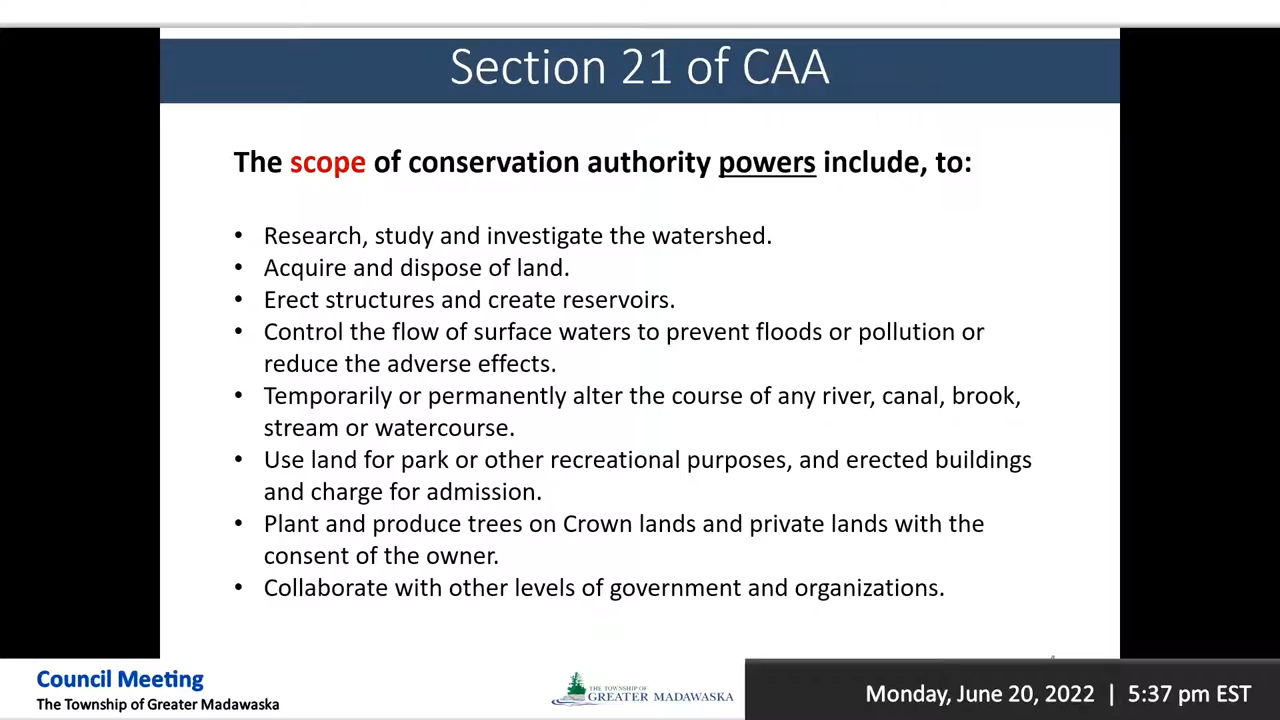 Section 21 of CAA
The scope of conservation authority powers include, to:
• Research, study and investigate the watershed.
• Acquire and dispose of land.
• Erect structures and create reservoirs.
• Control the flow of surface waters to prevent floods or pollution or
reduce the adverse effects.
• Temporarily or permanently alter the course of any river, canal, brook,
stream or watercourse.
• Use land for park or other recreational purposes, and erected buildings
and charge for admission.
• Plant and produce trees on Crown lands and private lands with the
consent of the owner.
• Collaborate with other levels of government and organizations.
Council Meeting
The Township of Greater Madawaska
THE TOWNSHIP OF
GREATER MADAWASKA
Monday, June 20, 2022 | 5:37 pm EST